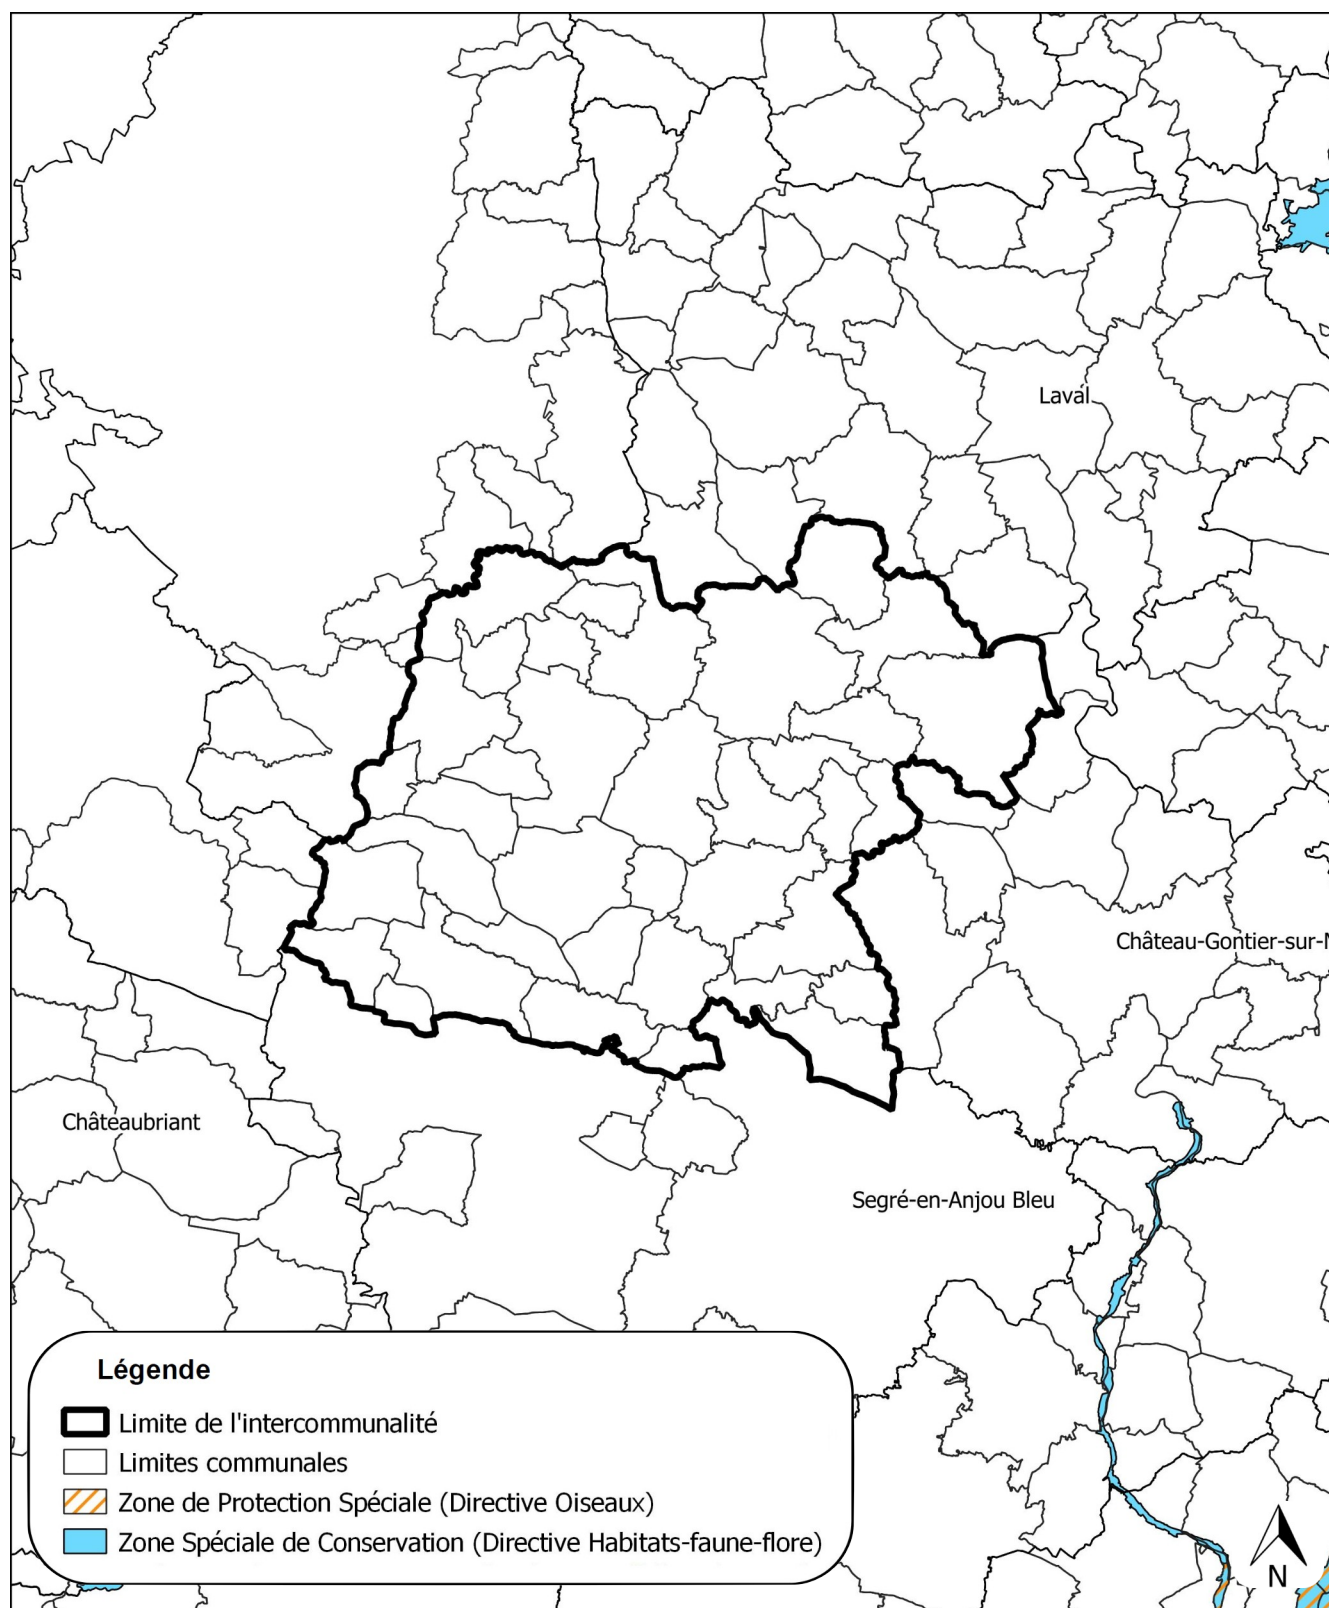 Laval
Château-Gontier-sur-M
Châteaubriant
Segré-en-Anjou Bleu
Légende
Limite de l'intercommunalité
Limites communales
Zone de Protection Spéciale (Directive Oiseaux)
Zone Spéciale de Conservation (Directive Habitats-faune-flore)
N